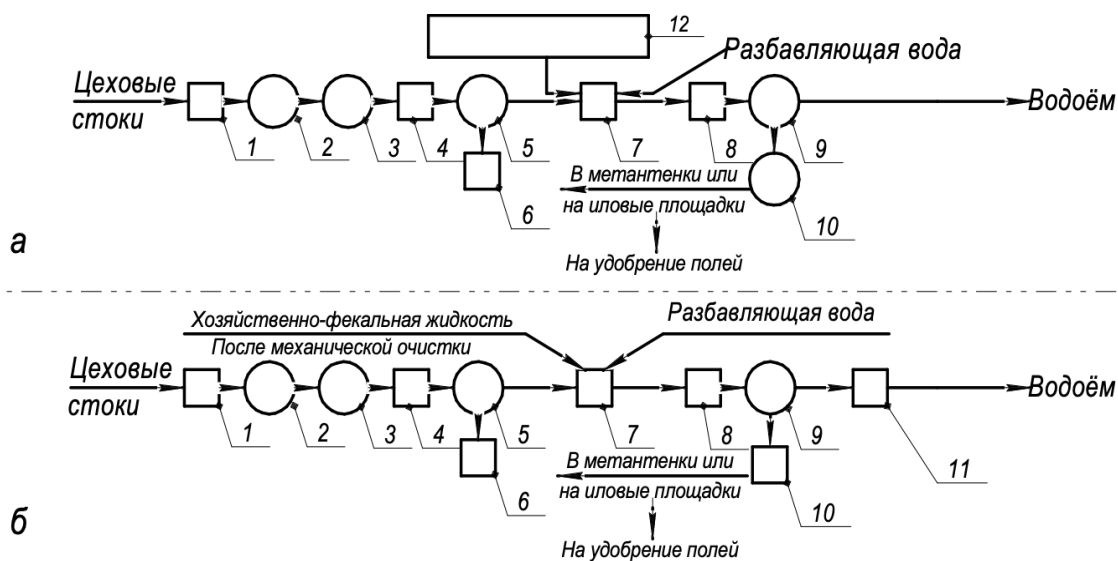 12
Разбавляющая вода
Цеховые
стоки
Водоём
1
2
3
4
5
7
8
9
6
В метантенки или
на иловые площадки
10
На удобрение полей
а
Хозяйственно-фекальная жидкость
После механической очистки
Разбавляющая вода
Цеховые
стоки
Водоём
1
2
3
4
5
7
8
9
11
6
В метантенки или
на иловые площадки
10
На удобрение полей
б